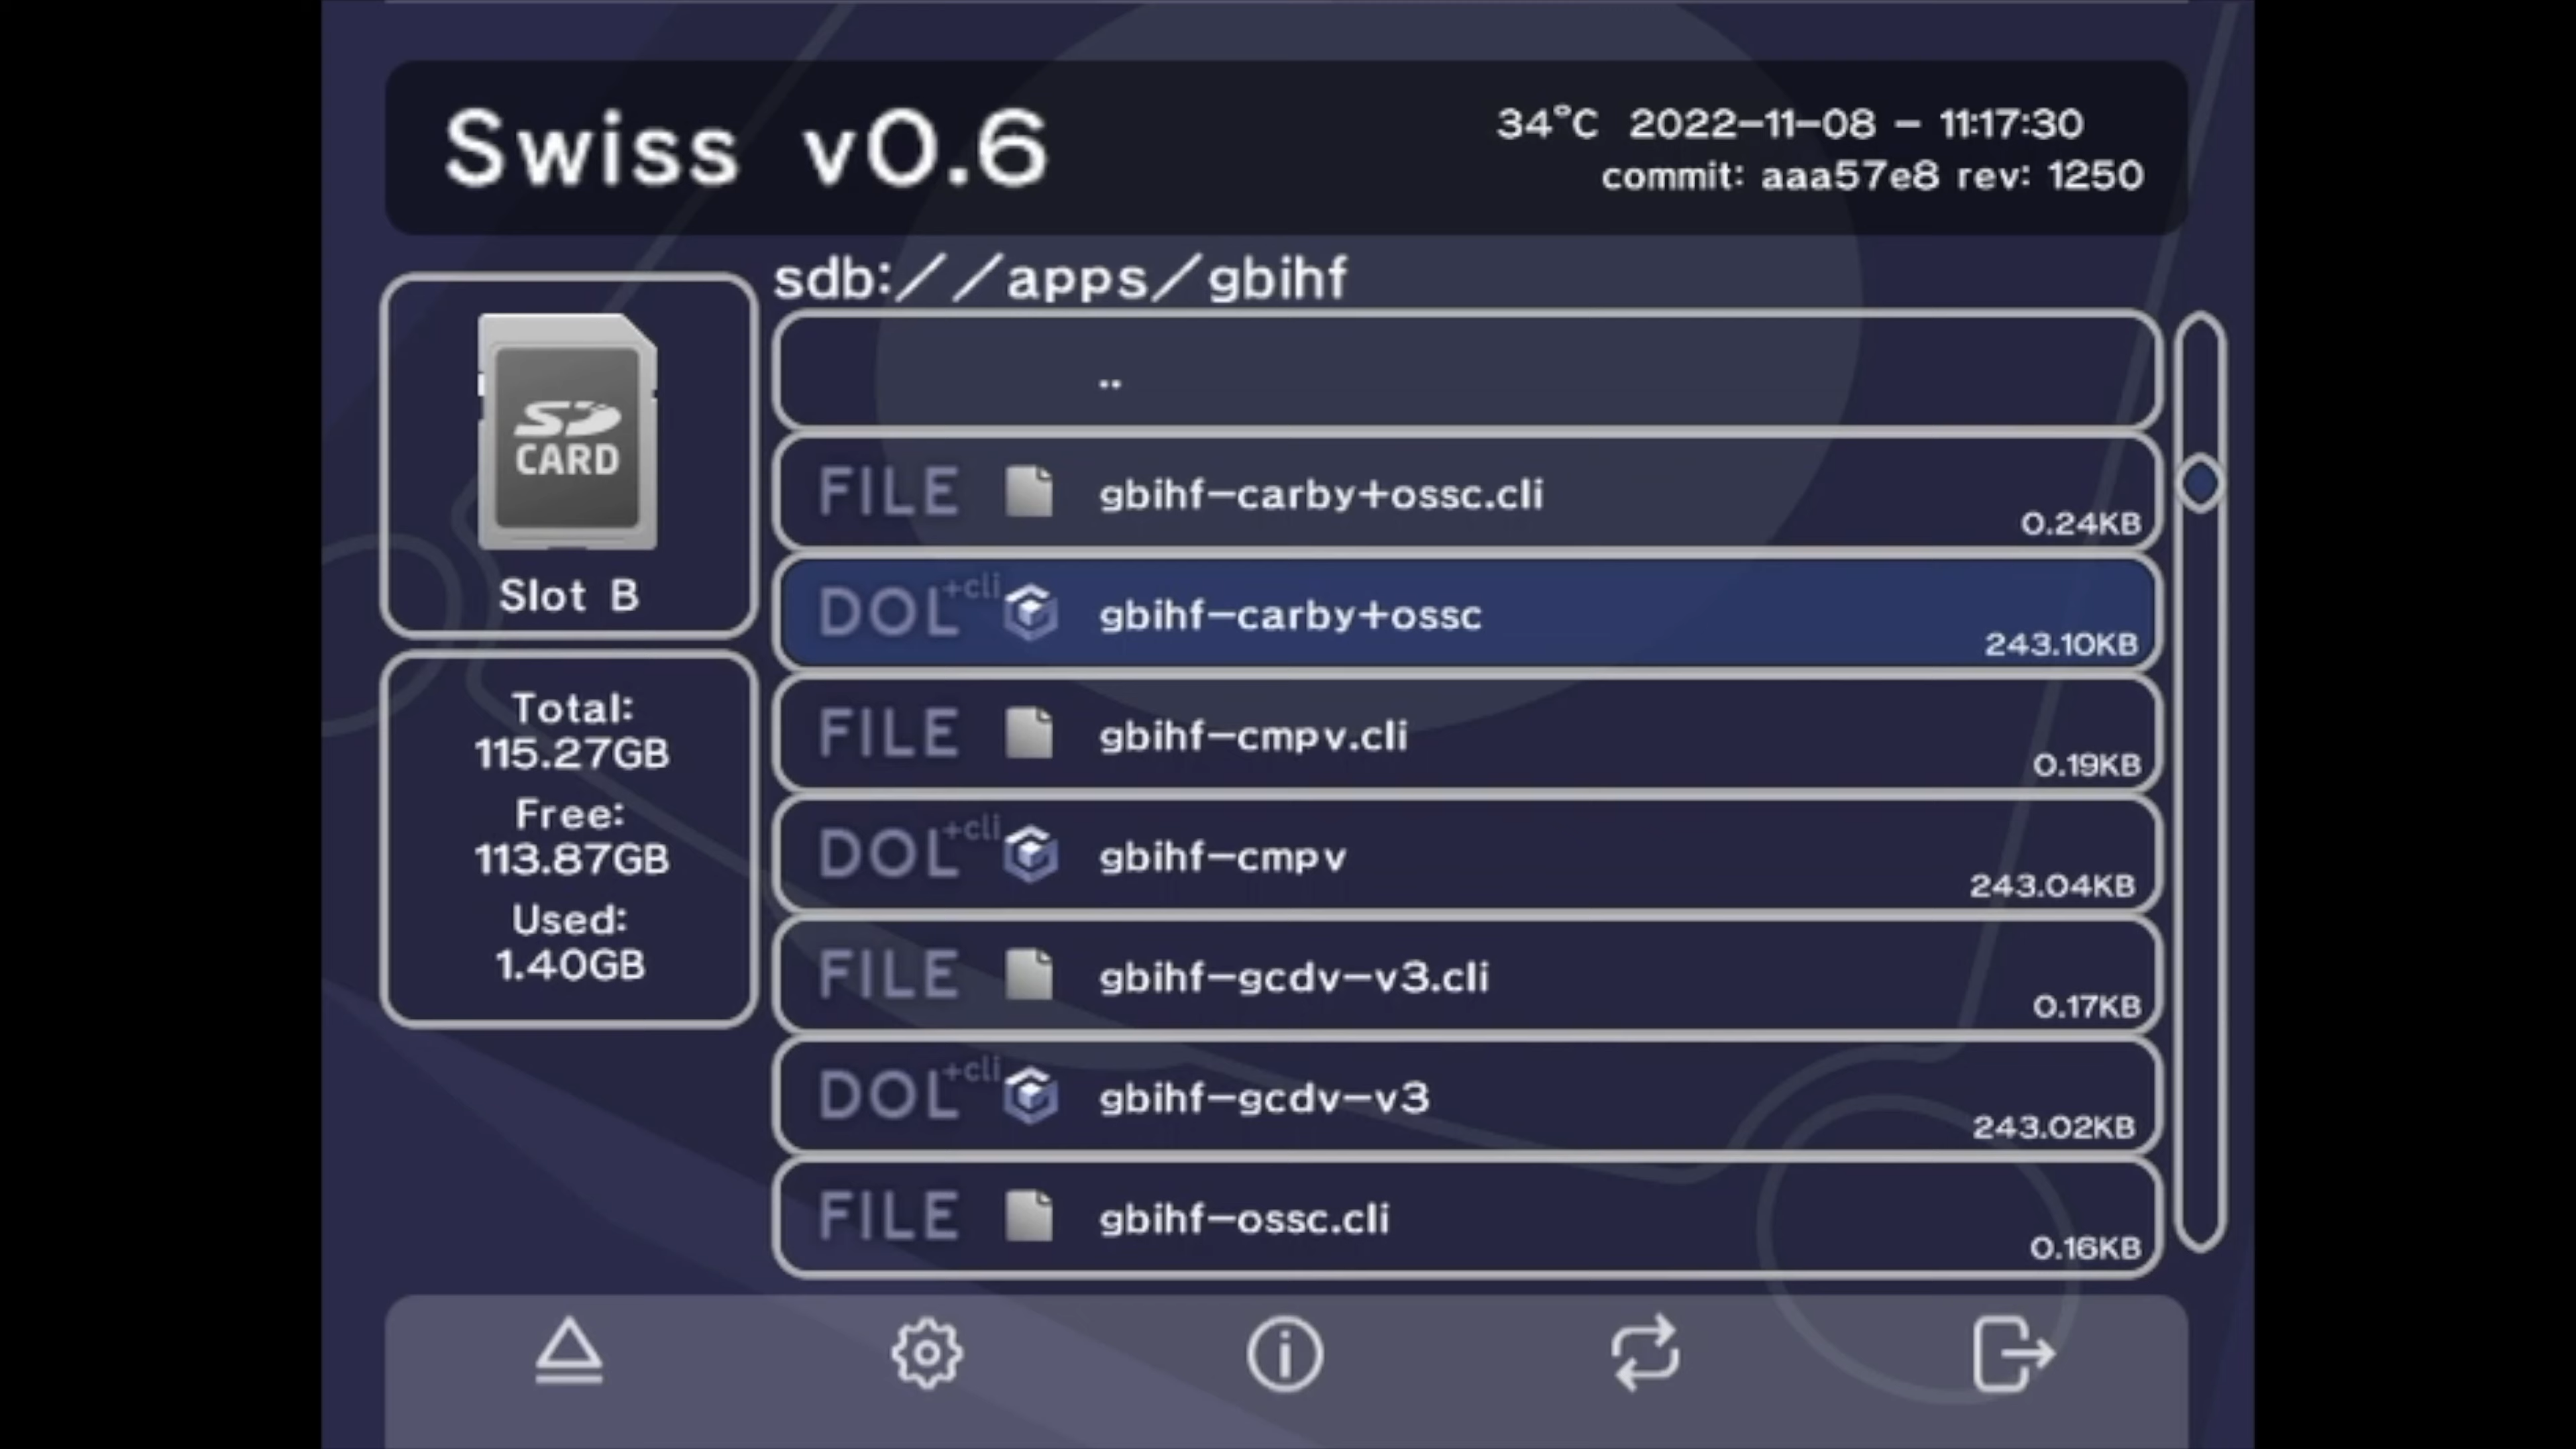 Swiss v0.6
34°C 2022-11-08 - 11:17:30
commit: aaa57e8 rev: 1250
sdb://apps/gbihf
SD
CARD
Slot B
Total:
115.27GB
Free:
113.87GB
Used:
1.40GB
..
FILE gbihf-carby+ossc.cli
0.24KB
DOL+cli gbihf-carby+ossc
243.10KB
FILE gbihf-cmpv.cli
0.19KB
DOL+cli gbihf-cmpv
243.04KB
FILE gbihf-gcdv-v3.cli
0.17KB
DOL+cli gbihf-gcdv-v3
243.02KB
FILE gbihf-ossc.cli
0.16KB